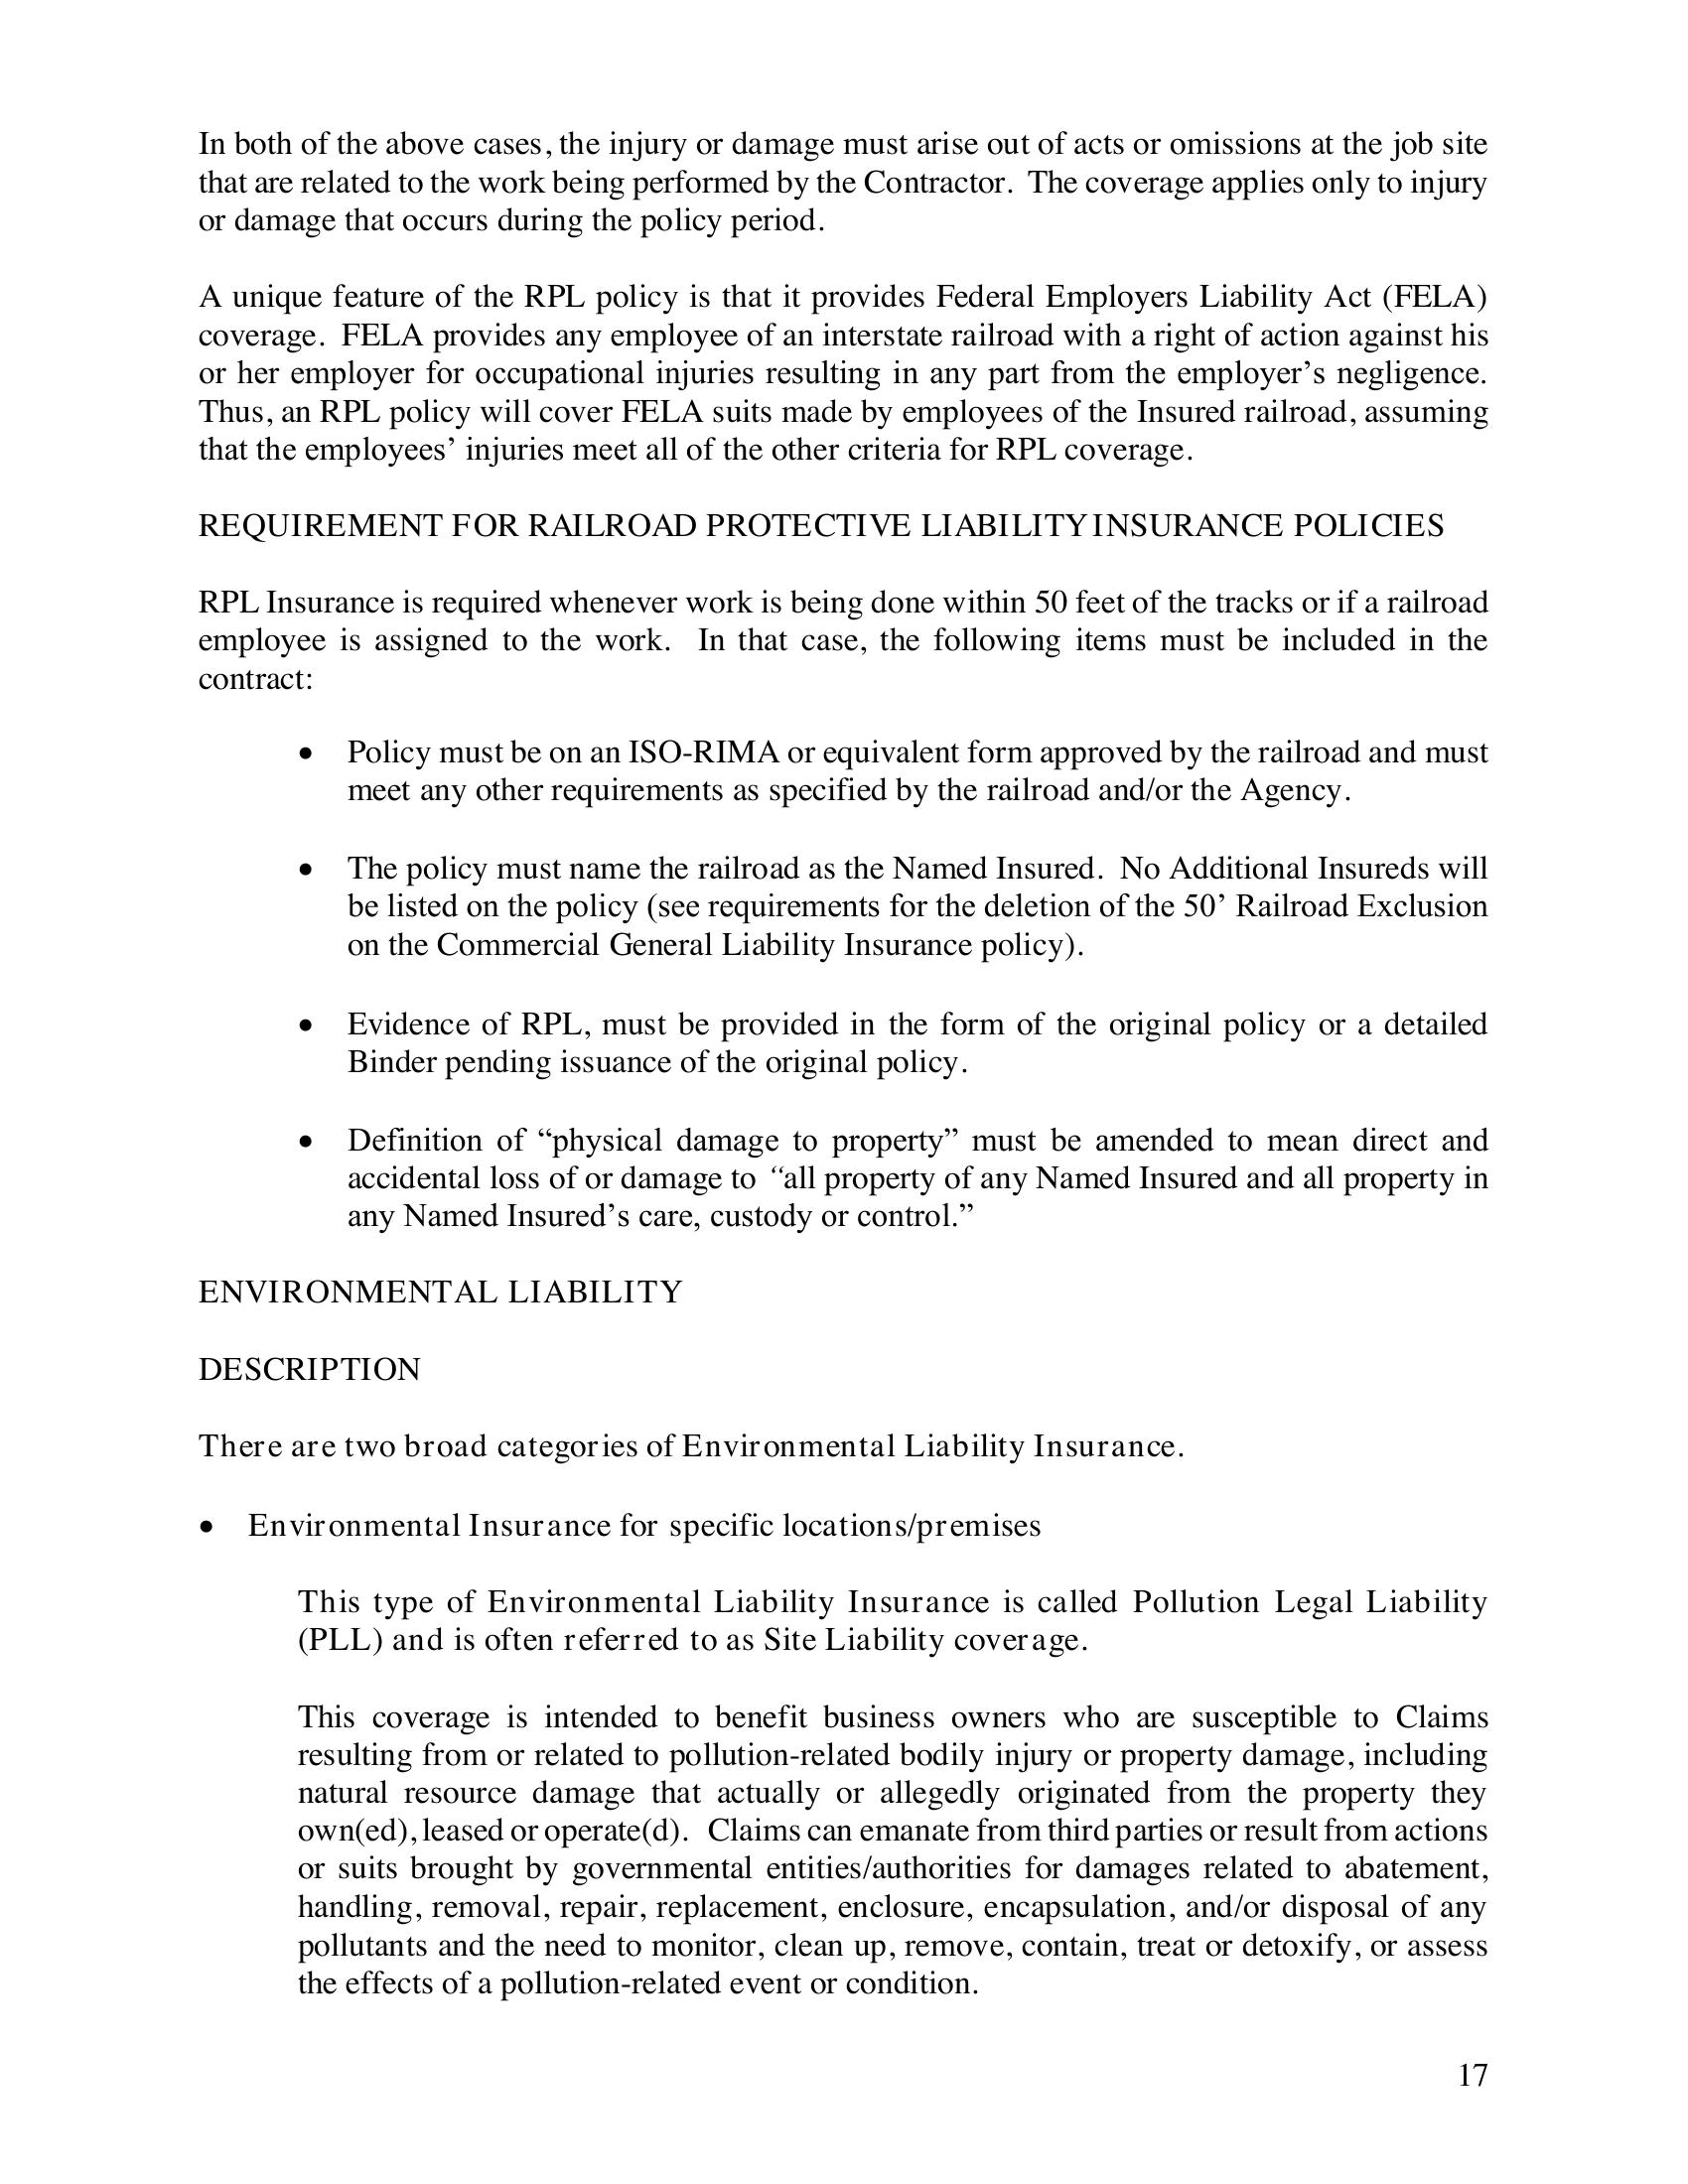 In both of the above cases, the injury or damage must arise out of acts or omissions at the job site
that are related to the work being performed by the Contractor.  The coverage applies only to injury
or damage that occurs during the policy period.
A unique feature of the RPL policy is that it provides Federal Employers Liability Act (FELA)
coverage.  FELA provides any employee of an interstate railroad with a right of action against his
or her employer for occupational injuries resulting in any part from the employer’s negligence.
Thus, an RPL policy will cover FELA suits made by employees of the Insured railroad, assuming
that the employees’ injuries meet all of the other criteria for RPL coverage.
REQUIREMENT FOR RAILROAD PROTECTIVE LIABILITY INSURANCE POLICIES
RPL Insurance is required whenever work is being done within 50 feet of the tracks or if a railroad
employee is assigned to the work.  In that case, the following items must be included in the
contract:
• Policy must be on an ISO-RIMA or equivalent form approved by the railroad and must
meet any other requirements as specified by the railroad and/or the Agency.
• The policy must name the railroad as the Named Insured.  No Additional Insureds will
be listed on the policy (see requirements for the deletion of the 50’ Railroad Exclusion
on the Commercial General Liability Insurance policy).
• Evidence of RPL, must be provided in the form of the original policy or a detailed
Binder pending issuance of the original policy.
• Definition of “physical damage to property” must be amended to mean direct and
accidental loss of or damage to “all property of any Named Insured and all property in
any Named Insured’s care, custody or control.”
ENVIRONMENTAL LIABILITY
DESCRIPTION
There are two broad categories of Environmental Liability Insurance.
• Environmental Insurance for specific locations/premises
This type of Environmental Liability Insurance is called Pollution Legal Liability
(PLL) and is often referred to as Site Liability coverage.
This coverage is intended to benefit business owners who are susceptible to Claims
resulting from or related to pollution-related bodily injury or property damage, including
natural resource damage that actually or allegedly originated from the property they
own(ed), leased or operate(d).  Claims can emanate from third parties or result from actions
or suits brought by governmental entities/authorities for damages related to abatement,
handling, removal, repair, replacement, enclosure, encapsulation, and/or disposal of any
pollutants and the need to monitor, clean up, remove, contain, treat or detoxify, or assess
the effects of a pollution-related event or condition.
17